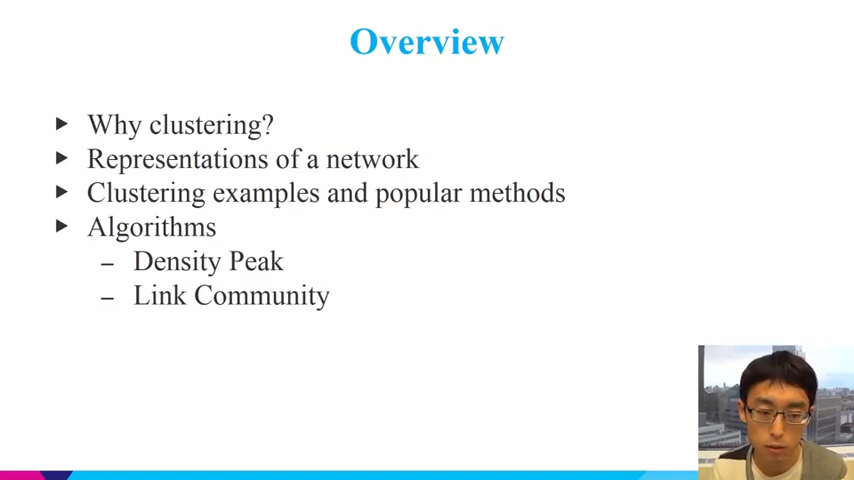 Overview
Why clustering?
Representations of a network
Clustering examples and popular methods
Algorithms
– Density Peak
– Link Community